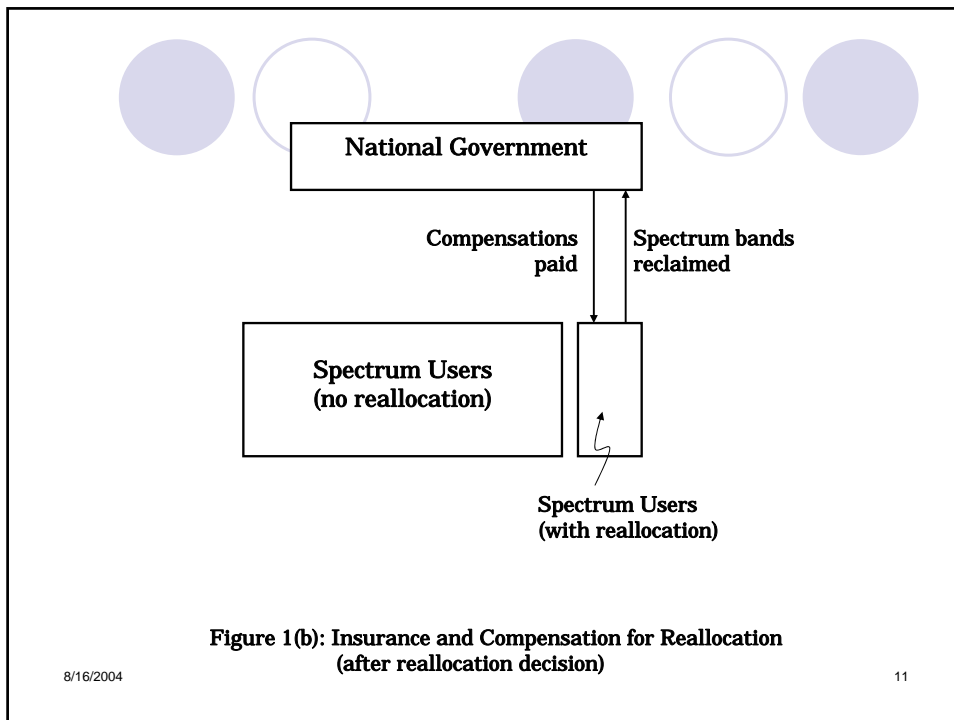 National Government
Compensations
paid
Spectrum bands
reclaimed
Spectrum Users
(no reallocation)
Spectrum Users
(with reallocation)
Figure 1(b): Insurance and Compensation for Reallocation
(after reallocation decision)
8/16/2004
11